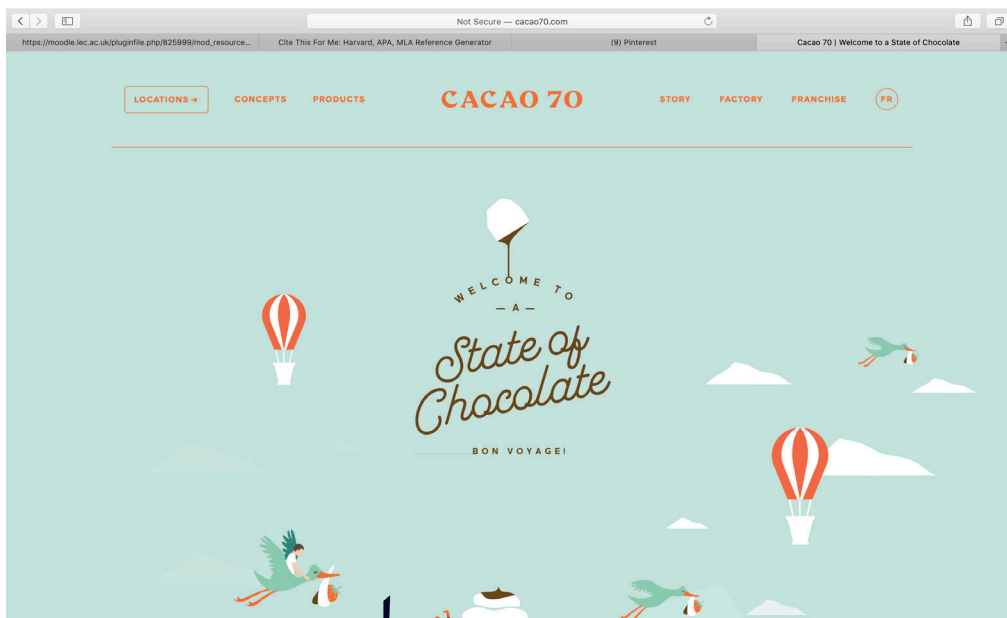 Not Secure — cacao70.com
https://moodle.lec.ac.uk/pluginfile.php/825999/mod_resource...
Cite This For Me: Harvard, APA, MLA Reference Generator
(9) Pinterest
Cacao 70 | Welcome to a State of Chocolate
LOCATIONS →
CONCEPTS
PRODUCTS
CACAO 70
STORY
FACTORY
FRANCHISE
FR
WELCOME TO
— A —
State of
Chocolate
BON VOYAGE!